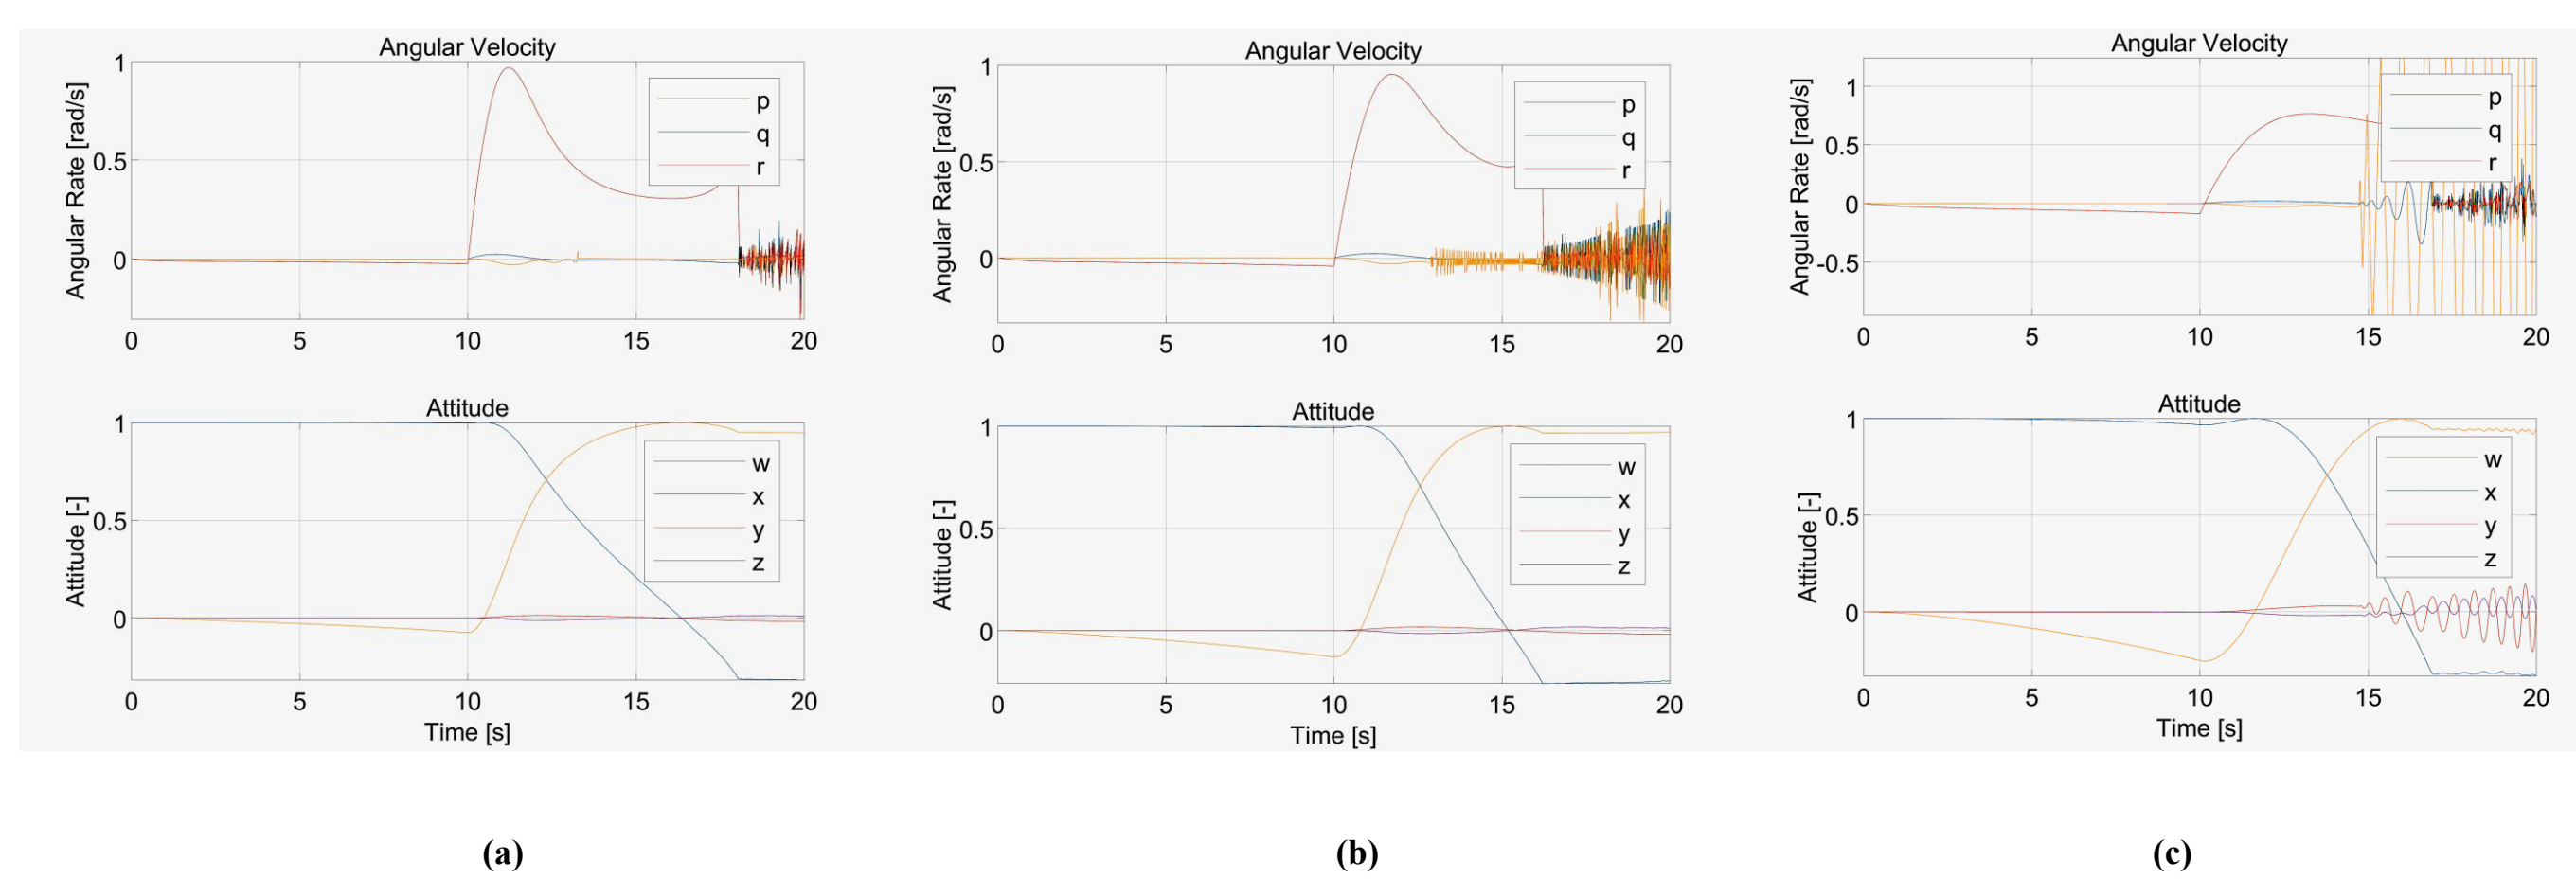 Angular Velocity
Angular Rate [rad/s]
1
0.5
0
p
q
r
0 5 10 15 20
Attitude
Attitude [-]
1
0.5
0
w
x
y
z
0 5 10 15 20
Time [s]
(a)
Angular Velocity
Angular Rate [rad/s]
1
0.5
0
p
q
r
0 5 10 15 20
Attitude
Attitude [-]
1
0.5
0
w
x
y
z
0 5 10 15 20
Time [s]
(b)
Angular Velocity
Angular Rate [rad/s]
1
0.5
0
-0.5
p
q
r
0 5 10 15 20
Attitude
Attitude [-]
1
0.5
0
w
x
y
z
0 5 10 15 20
Time [s]
(c)